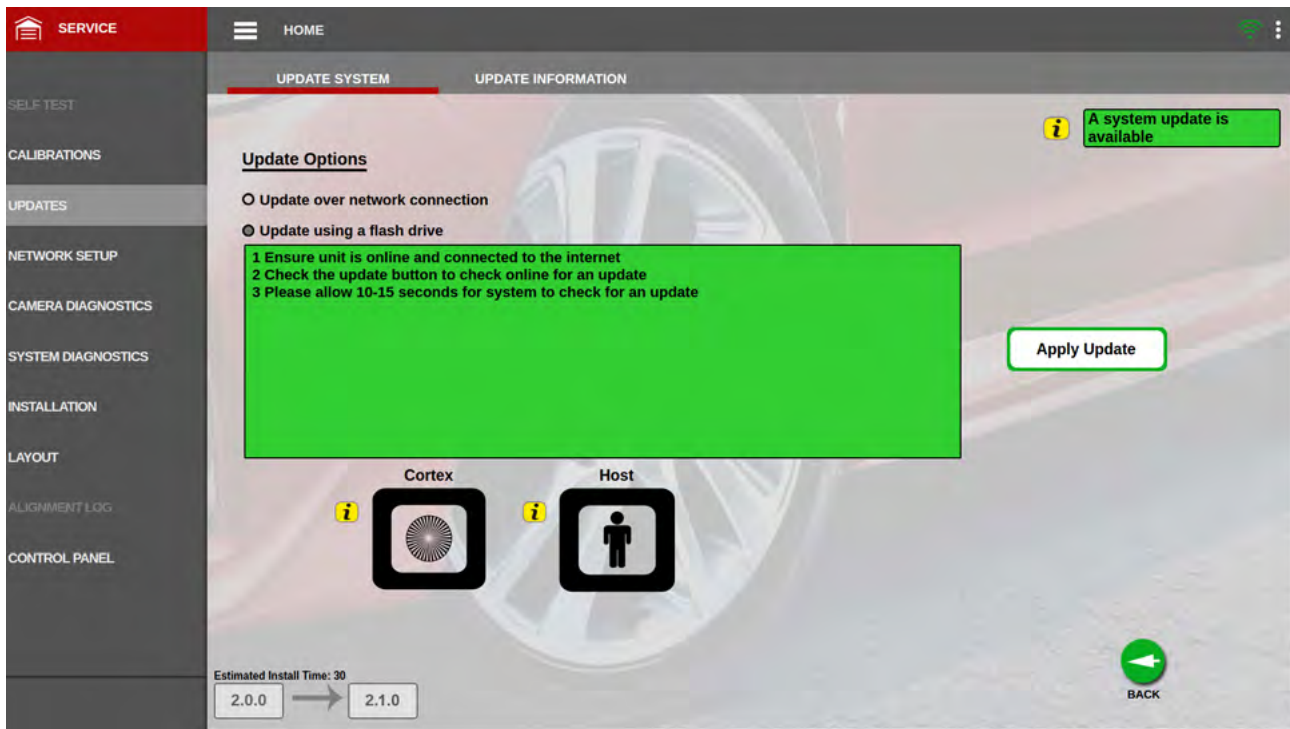 SERVICE
HOME
UPDATE SYSTEM
UPDATE INFORMATION
SELF TEST
CALIBRATIONS
UPDATES
NETWORK SETUP
CAMERA DIAGNOSTICS
SYSTEM DIAGNOSTICS
INSTALLATION
LAYOUT
ALIGNMENT LOG
CONTROL PANEL
i
A system update is
available
Update Options
Update over network connection
Update using a flash drive
1 Ensure unit is online and connected to the internet
2 Check the update button to check online for an update
3 Please allow 10-15 seconds for system to check for an update
Apply Update
Cortex
Host
i
i
Estimated Install Time: 30
2.0.0
2.1.0
BACK